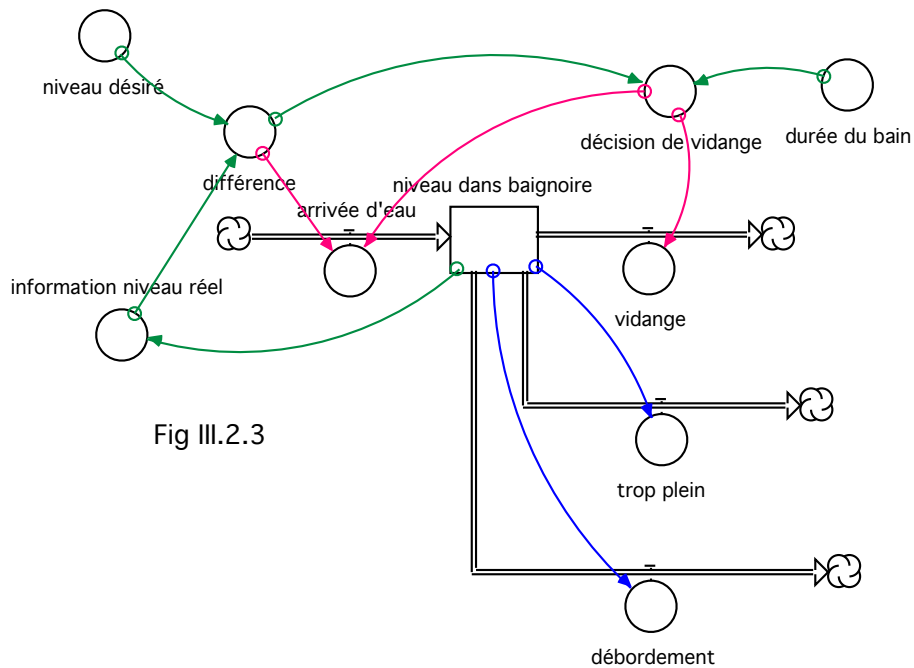 niveau désiré
décision de vidange
durée du bain
différence
niveau dans baignoire
arrivée d'eau
information niveau réel
vidange
Fig III.2.3
trop plein
débordement